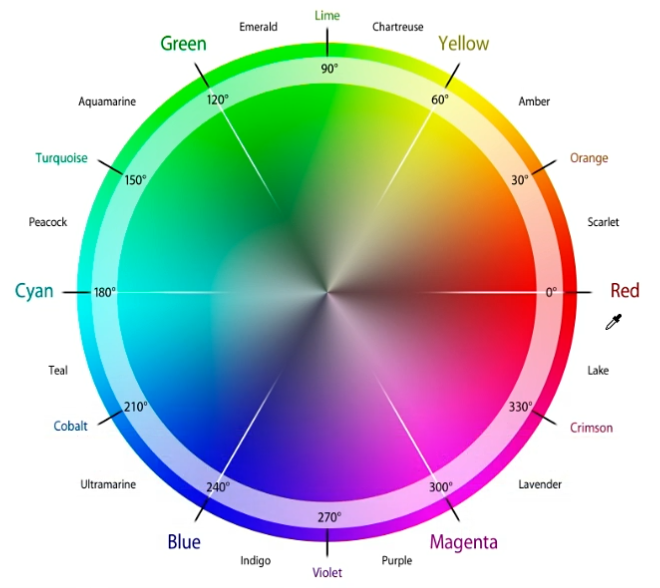 Lime
Emerald
Chartreuse
Green
Yellow
90°
120°
60°
Aquamarine
Amber
Turquoise
Orange
150°
30°
Peacock
Scarlet
Cyan
180°
0°
Red
Teal
Lake
210°
330°
Cobalt
Crimson
Ultramarine
240°
300°
Lavender
270°
Blue
Magenta
Indigo
Purple
Violet